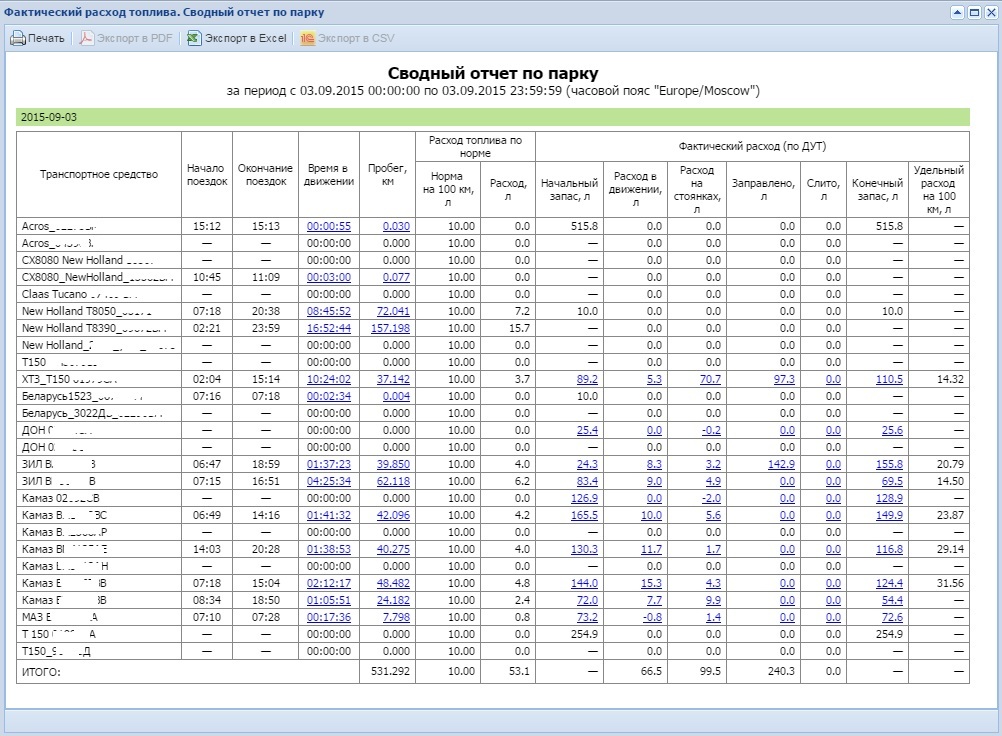 Фактический расход топлива. Сводный отчет по парку
Печать Экспорт в PDF Экспорт в Excel Экспорт в CSV
Сводный отчет по парку
за период с 03.09.2015 00:00:00 по 03.09.2015 23:59:59 (часовой пояс "Europe/Moscow")
2015-09-03
Транспортное средство
Начало поездок
Окончание поездок
Время в движении
Пробег, км
Расход топлива по норме
Норма на 100 км, л
Расход, л
Фактический расход (по ДУТ)
Начальный запас, л
Расход в движении, л
Расход на стоянках, л
Заправлено, л
Слито, л
Конечный запас, л
Удельный расход на 100 км, л
Acros_ 15:12 15:13 00:00:55 0.030 10.00 0.0 515.8 0.0 0.0 0.0 0.0 515.8 —
Acros_ — — 00:00:00 0.000 10.00 0.0 — 0.0 0.0 0.0 0.0 — —
CX8080 New Holland — — 00:00:00 0.000 10.00 0.0 — 0.0 0.0 0.0 0.0 — —
CX8080_NewHolland_ 10:45 11:09 00:03:00 0.077 10.00 0.0 — 0.0 0.0 0.0 0.0 — —
Claas Tucano — — 00:00:00 0.000 10.00 0.0 — 0.0 0.0 0.0 0.0 — —
New Holland T8050_ 07:18 20:38 08:45:52 72.041 10.00 7.2 10.0 0.0 0.0 0.0 0.0 10.0 —
New Holland T8390_ 02:21 23:59 16:52:44 157.198 10.00 15.7 — 0.0 0.0 0.0 0.0 — —
New Holland_ — — 00:00:00 0.000 10.00 0.0 — 0.0 0.0 0.0 0.0 — —
T150 — — 00:00:00 0.000 10.00 0.0 — 0.0 0.0 0.0 0.0 — —
ХТЗ_Т150 02:04 15:14 10:24:02 37.142 10.00 3.7 89.2 5.3 70.7 97.3 0.0 110.5 14.32
Беларусь1523_ 07:16 07:18 00:02:34 0.004 10.00 0.0 10.0 0.0 0.0 0.0 0.0 — —
Беларусь_3022ДЦ_ — — 00:00:00 0.000 10.00 0.0 — 0.0 0.0 0.0 0.0 — —
ДОН — — 00:00:00 0.000 10.00 0.0 25.4 0.0 -0.2 0.0 0.0 25.6 —
ДОН — — 00:00:00 0.000 10.00 0.0 — 0.0 0.0 0.0 0.0 — —
ЗИЛ 06:47 18:59 01:37:23 39.850 10.00 4.0 24.3 8.3 3.2 142.9 0.0 155.8 20.79
ЗИЛ 07:15 16:51 04:25:34 62.118 10.00 6.2 83.4 9.0 4.9 0.0 0.0 69.5 14.50
Камаз — — 00:00:00 0.000 10.00 0.0 126.9 0.0 -2.0 0.0 0.0 128.9 —
Камаз 06:49 14:16 01:41:32 42.096 10.00 4.2 165.5 10.0 5.6 0.0 0.0 149.9 23.87
Камаз — — 00:00:00 0.000 10.00 0.0 — 0.0 0.0 0.0 0.0 — —
Камаз 14:03 20:28 01:38:53 40.275 10.00 4.0 130.3 11.7 1.7 0.0 0.0 116.8 29.14
Камаз — — 00:00:00 0.000 10.00 0.0 — 0.0 0.0 0.0 0.0 — —
Камаз 07:18 15:04 02:12:17 48.482 10.00 4.8 144.0 15.3 4.3 0.0 0.0 124.4 31.56
Камаз 08:34 18:50 01:05:51 24.182 10.00 2.4 72.0 7.7 9.9 0.0 0.0 54.4 —
МАЗ 07:10 07:28 00:17:36 7.798 10.00 0.8 73.2 -0.8 1.4 0.0 0.0 72.6 —
Т 150 — — 00:00:00 0.000 10.00 0.0 254.9 0.0 0.0 0.0 0.0 254.9 —
Т150_ — — 00:00:00 0.000 10.00 0.0 — 0.0 0.0 0.0 0.0 — —
ИТОГО: 531.292 10.00 53.1 — 66.5 99.5 240.3 0.0 — —